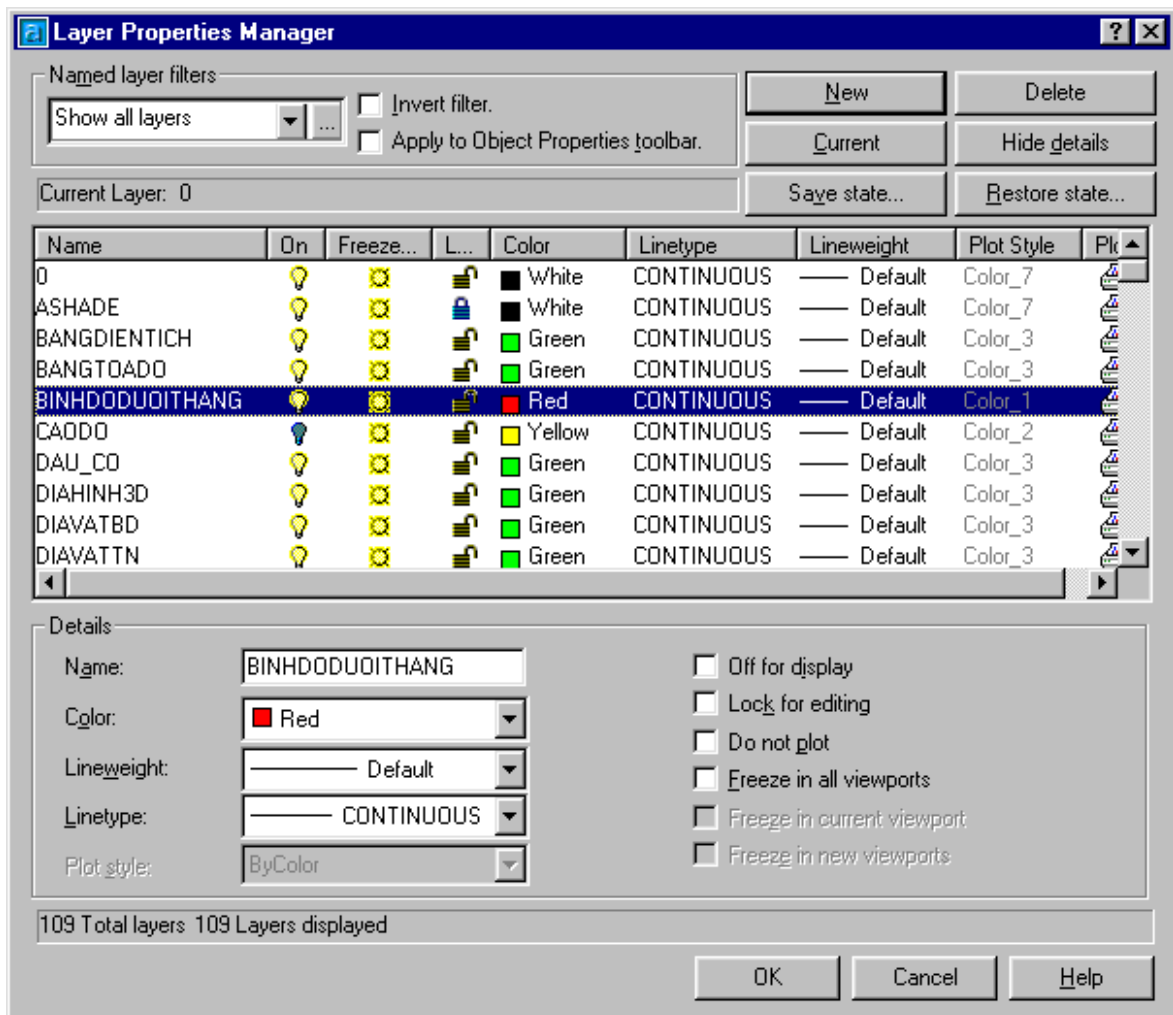 a Layer Properties Manager ? X
Named layer filters
Show all layers ... Invert filter.
Apply to Object Properties toolbar.
New Delete
Current Hide details
Save state... Restore state...
Current Layer: 0
Name On Freeze... L... Color Linetype Lineweight Plot Style Plo
0 White CONTINUOUS Default Color_7
ASHADE White CONTINUOUS Default Color_7
BANGDIENTICH Green CONTINUOUS Default Color_3
BANGTOADO Green CONTINUOUS Default Color_3
BINHDODUOITHANG Red CONTINUOUS Default Color_1
CAODO Yellow CONTINUOUS Default Color_2
DAU_CO Green CONTINUOUS Default Color_3
DIAHINH3D Green CONTINUOUS Default Color_3
DIAVATBD Green CONTINUOUS Default Color_3
DIAVATTN Green CONTINUOUS Default Color_3
Details
Name: BINHDODUOITHANG
Color: Red
Lineweight: Default
Linetype: CONTINUOUS
Plot style: ByColor
Off for display
Lock for editing
Do not plot
Freeze in all viewports
Freeze in current viewport
Freeze in new viewports
109 Total layers 109 Layers displayed
OK Cancel Help